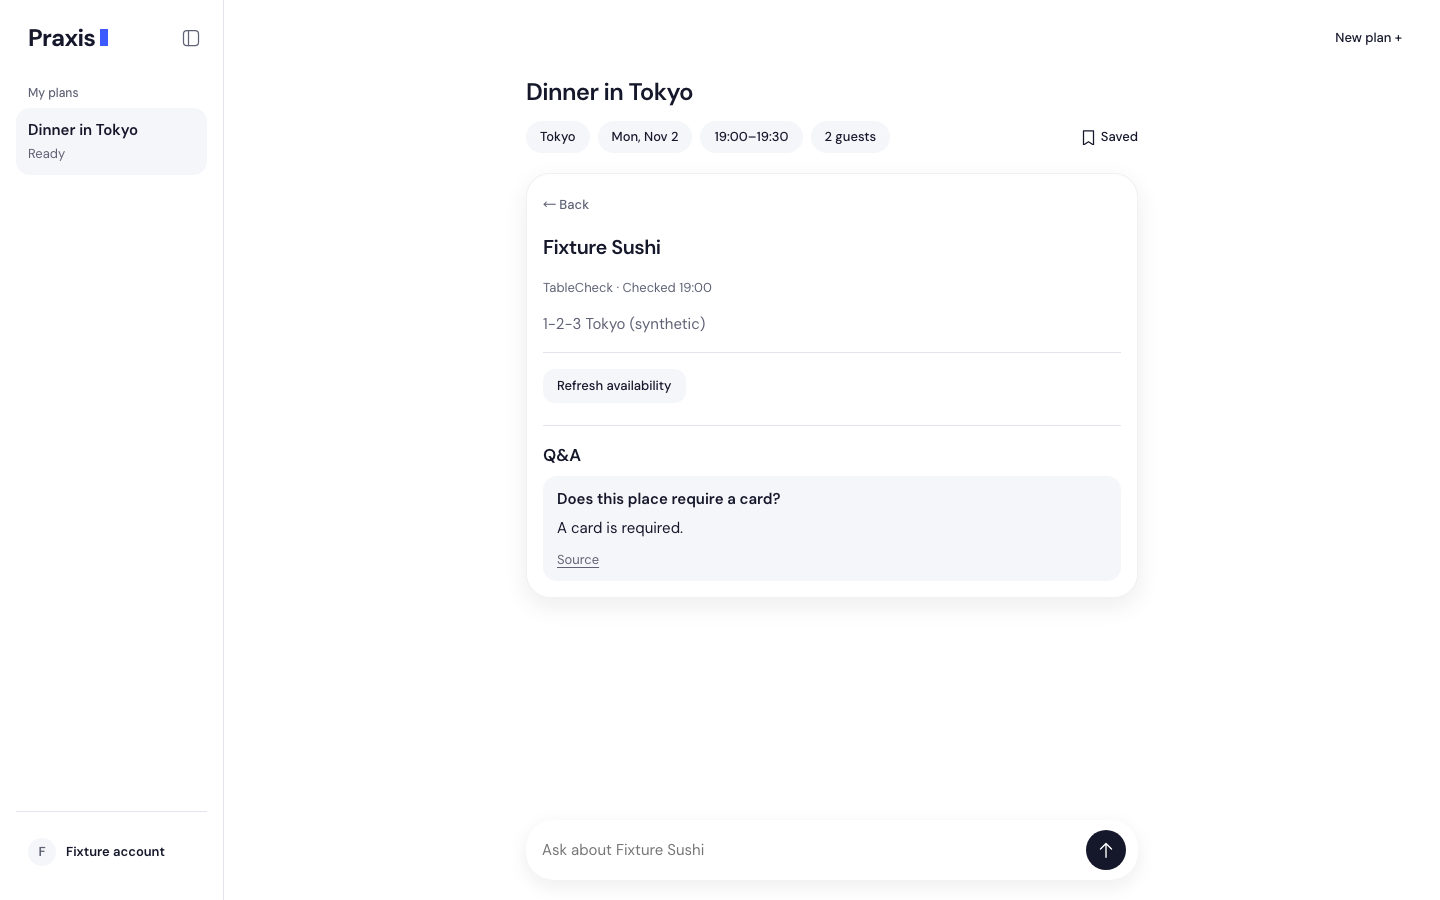 Praxis
New plan +
My plans
Dinner in Tokyo
Ready
Dinner in Tokyo
Tokyo
Mon, Nov 2
19:00–19:30
2 guests
Saved
← Back
Fixture Sushi
TableCheck · Checked 19:00
1-2-3 Tokyo (synthetic)
Refresh availability
Q&A
Does this place require a card?
A card is required.
Source
Ask about Fixture Sushi
F
Fixture account